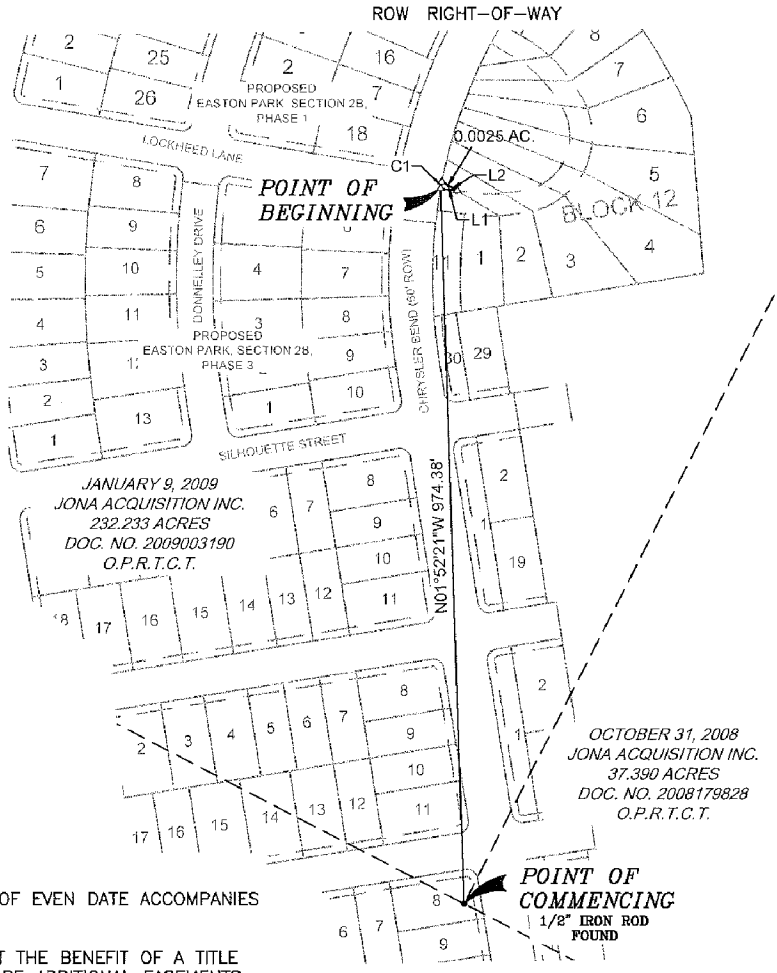 ROW RIGHT-OF-WAY
2
25
16
8
1
26
PROPOSED
EASTON PARK, SECTION 2B,
PHASE 1
2
7
18
7
6
5
LOCKHEED LANE
0.0025 AC.
C1
L2
L1
POINT OF
BEGINNING
BLOCK 12
7
8
6
9
5
10
4
11
3
2
13
1
DONNELLEY DRIVE
4
7
3
8
9
1
10
PROPOSED
EASTON PARK, SECTION 2B,
PHASE 3
CHRYSLER BEND (60' ROW)
1
2
3
4
30
29
SILHOUETTE STREET
JANUARY 9, 2009
JONA ACQUISITION INC.
232.233 ACRES
DOC. NO. 2009003190
O.P.R.T.C.T.
6
7
8
9
10
11
18
17
16
15
14
13
12
N01°52'21"W 974.38'
2
1
19
2
3
4
5
6
7
8
9
10
11
17
16
15
14
13
12
2
1
OCTOBER 31, 2008
JONA ACQUISITION INC.
37.390 ACRES
DOC. NO. 2008179828
O.P.R.T.C.T.
6
7
8
9
POINT OF
COMMENCING
1/2" IRON ROD
FOUND
OF EVEN DATE ACCOMPANIES
THE BENEFIT OF A TITLE
ADDITIONAL EASEMENTS